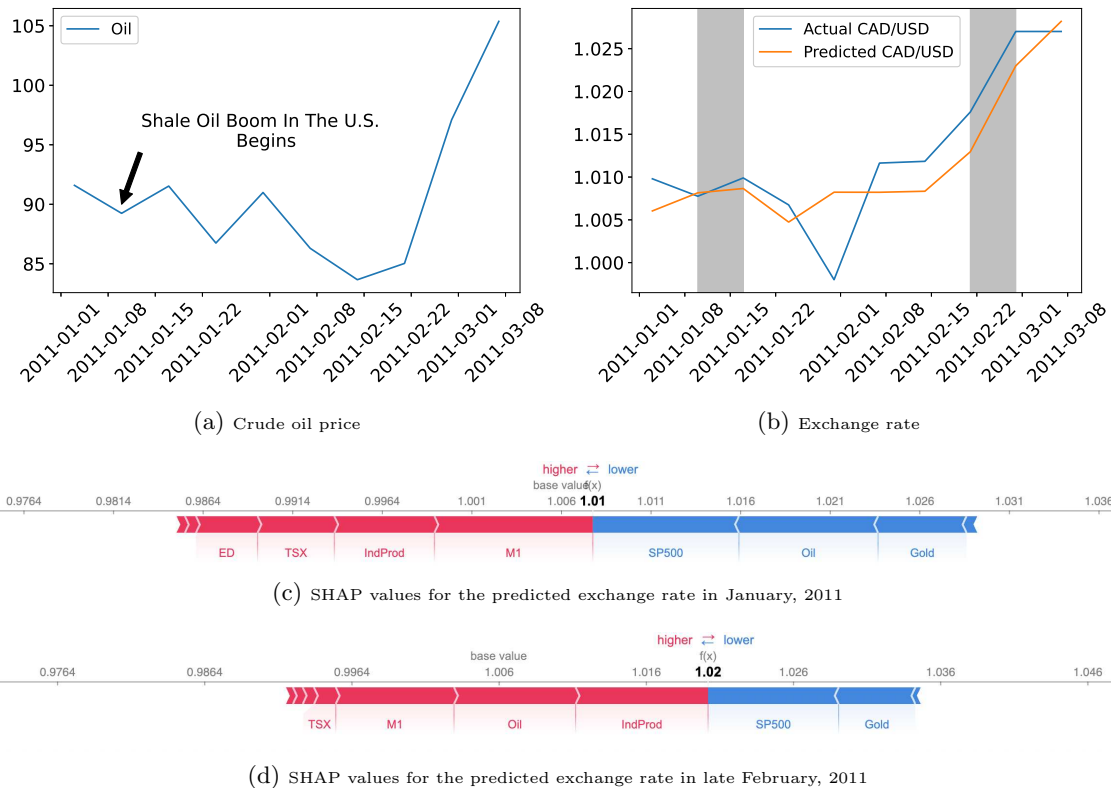 105
100
95
90
85
Oil
Shale Oil Boom In The U.S.
Begins
2011-01-01
2011-01-08
2011-01-15
2011-01-22
2011-02-01
2011-02-08
2011-02-15
2011-02-22
2011-03-01
2011-03-08
(a) Crude oil price
1.025
1.020
1.015
1.010
1.005
1.000
Actual CAD/USD
Predicted CAD/USD
2011-01-01
2011-01-08
2011-01-15
2011-01-22
2011-02-01
2011-02-08
2011-02-15
2011-02-22
2011-03-01
2011-03-08
(b) Exchange rate
higher ⇄ lower
base value f(x)
0.9764 0.9814 0.9864 0.9914 0.9964 1.001 1.006 1.01 1.011 1.016 1.021 1.026 1.031 1.036
ED TSX IndProd M1 SP500 Oil Gold
(c) SHAP values for the predicted exchange rate in January, 2011
higher ⇄ lower
base value f(x)
0.9764 0.9864 0.9964 1.006 1.016 1.02 1.026 1.036 1.046
TSX M1 Oil IndProd SP500 Gold
(d) SHAP values for the predicted exchange rate in late February, 2011